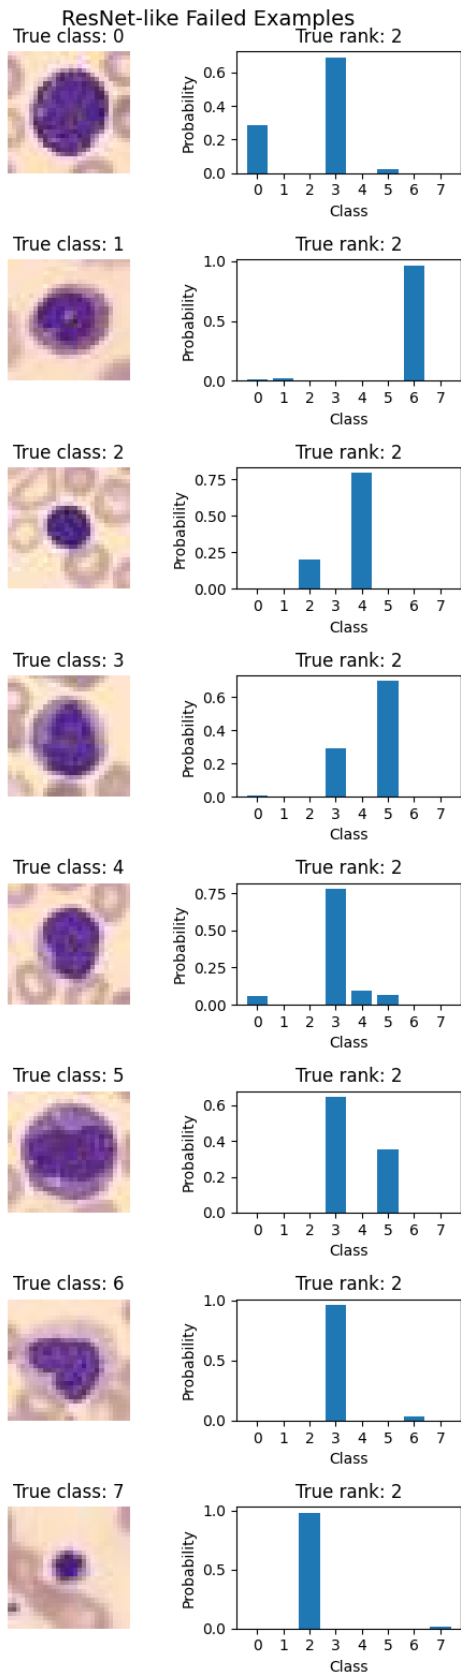 ResNet-like Failed Examples
True class: 0
True rank: 2
0.6
0.4
0.2
0.0
Probability
0 1 2 3 4 5 6 7
Class
True class: 1
True rank: 2
1.0
0.5
0.0
Probability
0 1 2 3 4 5 6 7
Class
True class: 2
True rank: 2
0.75
0.50
0.25
0.00
Probability
0 1 2 3 4 5 6 7
Class
True class: 3
True rank: 2
0.6
0.4
0.2
0.0
Probability
0 1 2 3 4 5 6 7
Class
True class: 4
True rank: 2
0.75
0.50
0.25
0.00
Probability
0 1 2 3 4 5 6 7
Class
True class: 5
True rank: 2
0.6
0.4
0.2
0.0
Probability
0 1 2 3 4 5 6 7
Class
True class: 6
True rank: 2
1.0
0.5
0.0
Probability
0 1 2 3 4 5 6 7
Class
True class: 7
True rank: 2
1.0
0.5
0.0
Probability
0 1 2 3 4 5 6 7
Class